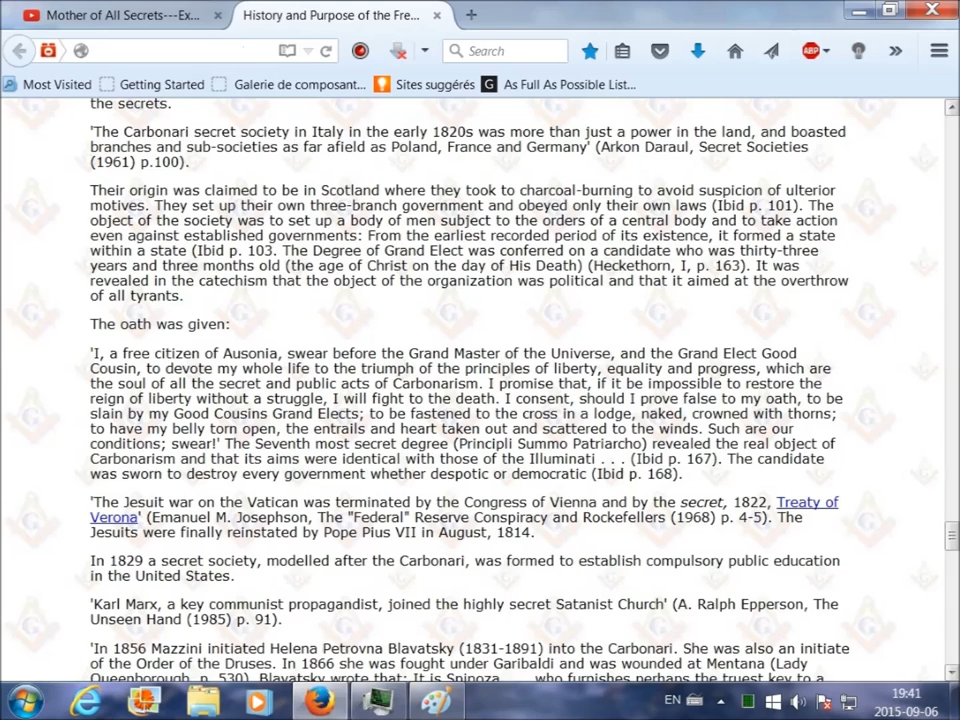 Mother of All Secrets---Ex...
History and Purpose of the Fre...
Search
ABP
Most Visited
Getting Started
Galerie de composant...
Sites suggérés
G As Full As Possible List...
the secrets.
'The Carbonari secret society in Italy in the early 1820s was more than just a power in the land, and boasted
branches and sub-societies as far afield as Poland, France and Germany' (Arkon Daraul, Secret Societies
(1961) p.100).
Their origin was claimed to be in Scotland where they took to charcoal-burning to avoid suspicion of ulterior
motives. They set up their own three-branch government and obeyed only their own laws (Ibid p. 101). The
object of the society was to set up a body of men subject to the orders of a central body and to take action
even against established governments: From the earliest recorded period of its existence, it formed a state
within a state (Ibid p. 103. The Degree of Grand Elect was conferred on a candidate who was thirty-three
years and three months old (the age of Christ on the day of His Death) (Heckethorn, I, p. 163). It was
revealed in the catechism that the object of the organization was political and that it aimed at the overthrow
of all tyrants.
The oath was given:
'I, a free citizen of Ausonia, swear before the Grand Master of the Universe, and the Grand Elect Good
Cousin, to devote my whole life to the triumph of the principles of liberty, equality and progress, which are
the soul of all the secret and public acts of Carbonarism. I promise that, if it be impossible to restore the
reign of liberty without a struggle, I will fight to the death. I consent, should I prove false to my oath, to be
slain by my Good Cousins Grand Elects; to be fastened to the cross in a lodge, naked, crowned with thorns;
to have my belly torn open, the entrails and heart taken out and scattered to the winds. Such are our
conditions; swear!' The Seventh most secret degree (Principli Summo Patriarcho) revealed the real object of
Carbonarism and that its aims were identical with those of the Illuminati . . . (Ibid p. 167). The candidate
was sworn to destroy every government whether despotic or democratic (Ibid p. 168).
'The Jesuit war on the Vatican was terminated by the Congress of Vienna and by the secret, 1822, Treaty of
Verona' (Emanuel M. Josephson, The "Federal" Reserve Conspiracy and Rockefellers (1968) p. 4-5). The
Jesuits were finally reinstated by Pope Pius VII in August, 1814.
In 1829 a secret society, modelled after the Carbonari, was formed to establish compulsory public education
in the United States.
'Karl Marx, a key communist propagandist, joined the highly secret Satanist Church' (A. Ralph Epperson, The
Unseen Hand (1985) p. 91).
'In 1856 Mazzini initiated Helena Petrovna Blavatsky (1831-1891) into the Carbonari. She was also an initiate
of the Order of the Druses. In 1866 she was fought under Garibaldi and was wounded at Mentana (Lady
Queenborough, p. 530). Blavatsky wrote that: It is Spinoza . . . who furnishes perhaps the truest key to a
EN
19:41
2015-09-06